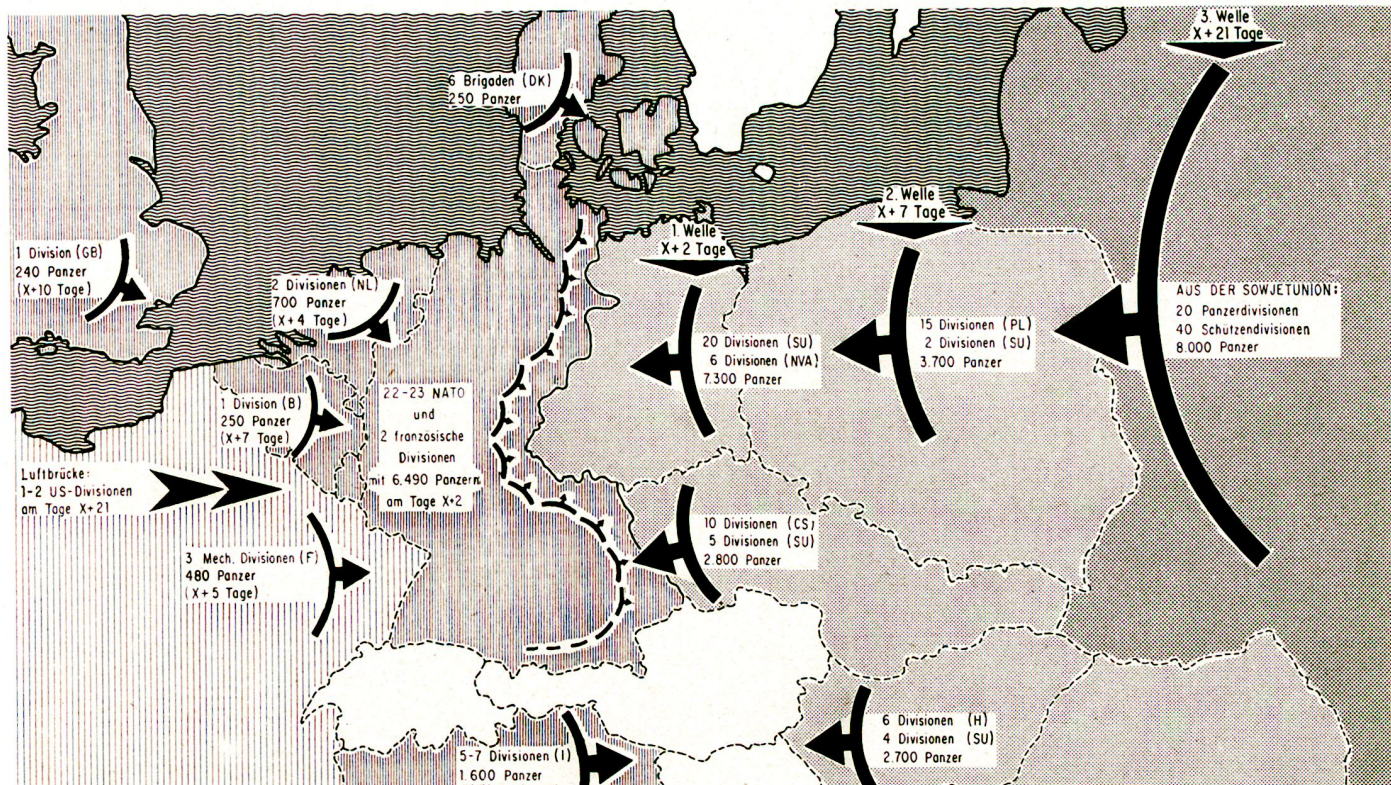 3. Welle
X+21 Tage
6 Brigaden (DK)
250 Panzer
2. Welle
X+7 Tage
1. Welle
X+2 Tage
1 Division (GB)
240 Panzer
(X+10 Tage)
2 Divisionen (NL)
700 Panzer
(X+4 Tage)
AUS DER SOWJETUNION:
20 Panzerdivisionen
40 Schützendivisionen
8.000 Panzer
15 Divisionen (PL)
2 Divisionen (SU)
3.700 Panzer
20 Divisionen (SU)
6 Divisionen (NVA)
7.300 Panzer
1 Division (B)
250 Panzer
(X+7 Tage)
22-23 NATO
und
2 französische
Divisionen
mit 6.490 Panzern
am Tage X+2
Luftbrücke:
1-2 US-Divisionen
am Tag X+21
10 Divisionen (CS)
5 Divisionen (SU)
2.800 Panzer
3 Mech. Divisionen (F)
480 Panzer
(X+5 Tage)
6 Divisionen (H)
4 Divisionen (SU)
2.700 Panzer
5-7 Divisionen (I)
1.600 Panzer